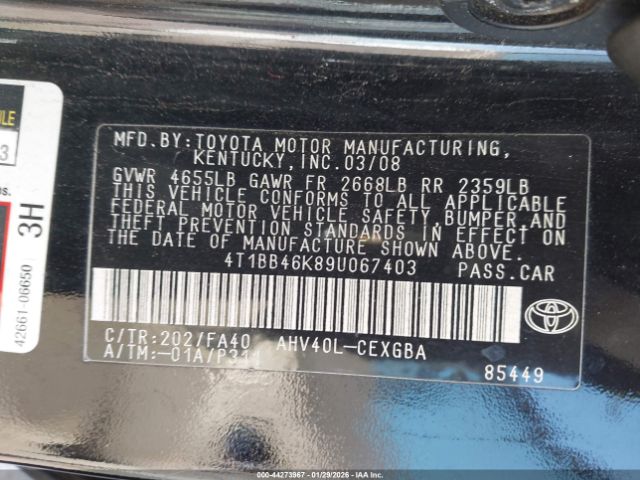 MFD.BY:TOYOTA MOTOR MANUFACTURING,
KENTUCKY,INC.03/08
GVWR 4655LB GAWR FR 2668LB RR 2359LB
THIS VEHICLE CONFORMS TO ALL APPLICABLE
FEDERAL MOTOR VEHICLE SAFETY, BUMPER AND
THEFT PREVENTION STANDARDS IN EFFECT ON
THE DATE OF MANUFACTURE SHOWN ABOVE.
4T1BB46K89U067403 PASS.CAR
C/TR:202/FA40 AHV40L-CEXGBA
A/TM:-01A/P311
85449
3
3H
42661-06650
- IAA: 44273967 | 01/29/2026 | IAA -